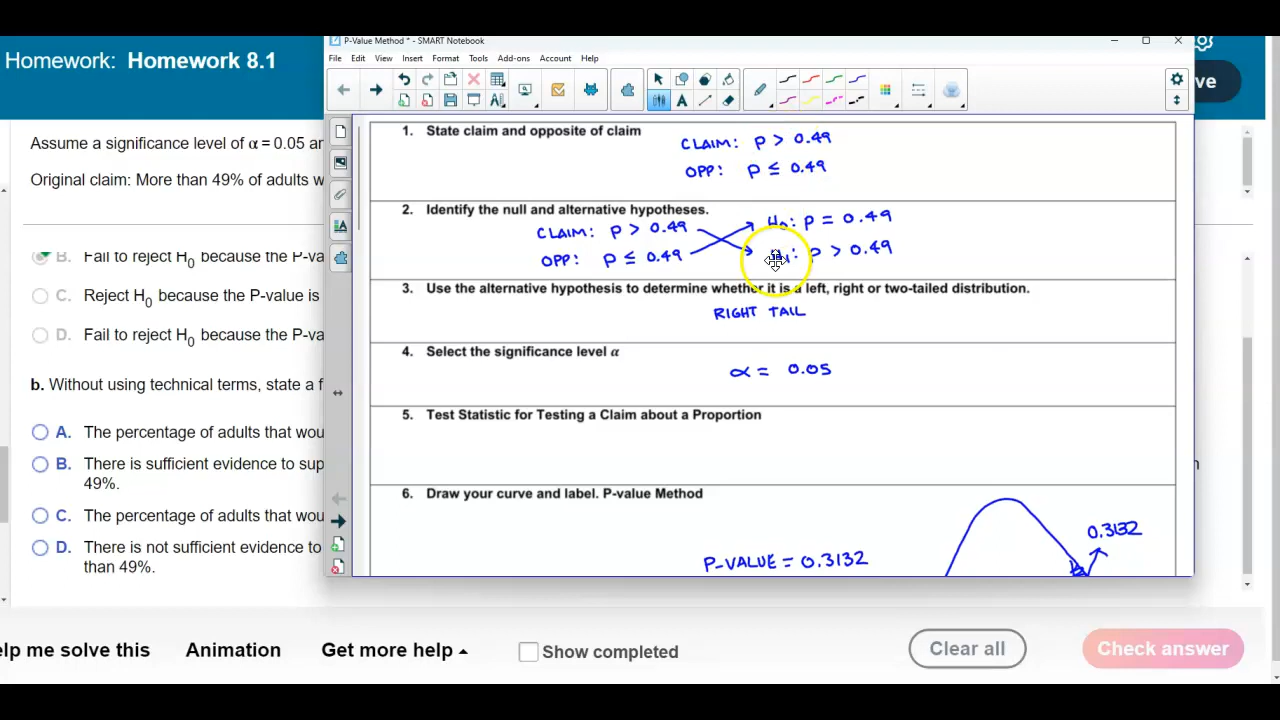 Homework: Homework 8.1
Assume a significance level of α = 0.05 ar
Original claim: More than 49% of adults w
B. Fail to reject H0 because the P-va
C. Reject H0 because the P-value is
D. Fail to reject H0 because the P-va
b. Without using technical terms, state a f
A. The percentage of adults that wou
B. There is sufficient evidence to sup
49%.
C. The percentage of adults that wou
D. There is not sufficient evidence to
than 49%.
P-Value Method * - SMART Notebook
File Edit View Insert Format Tools Add-ons Account Help
1. State claim and opposite of claim
CLAIM: P > 0.49
OPP: P ≤ 0.49
2. Identify the null and alternative hypotheses.
CLAIM: P > 0.49
OPP: P ≤ 0.49
H0: P = 0.49
: P > 0.49
3. Use the alternative hypothesis to determine whether it is a left, right or two-tailed distribution.
RIGHT TAIL
4. Select the significance level α
α = 0.05
5. Test Statistic for Testing a Claim about a Proportion
6. Draw your curve and label. P-value Method
P-VALUE = 0.3132
0.3132
ve
elp me solve this Animation Get more help Show completed Clear all Check answer